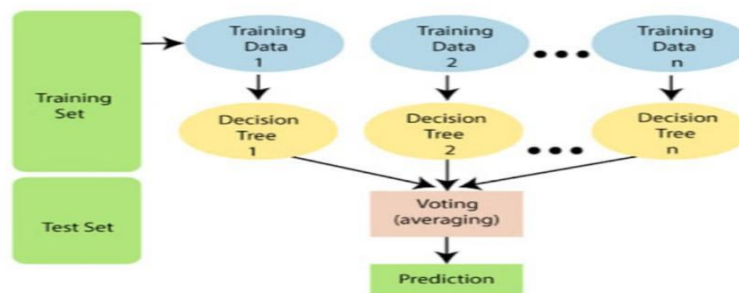 Training
Set
Training
Data
1
Training
Data
2
Training
Data
n
Decision
Tree
1
Decision
Tree
2
Decision
Tree
n
Test Set
Voting
(averaging)
Prediction